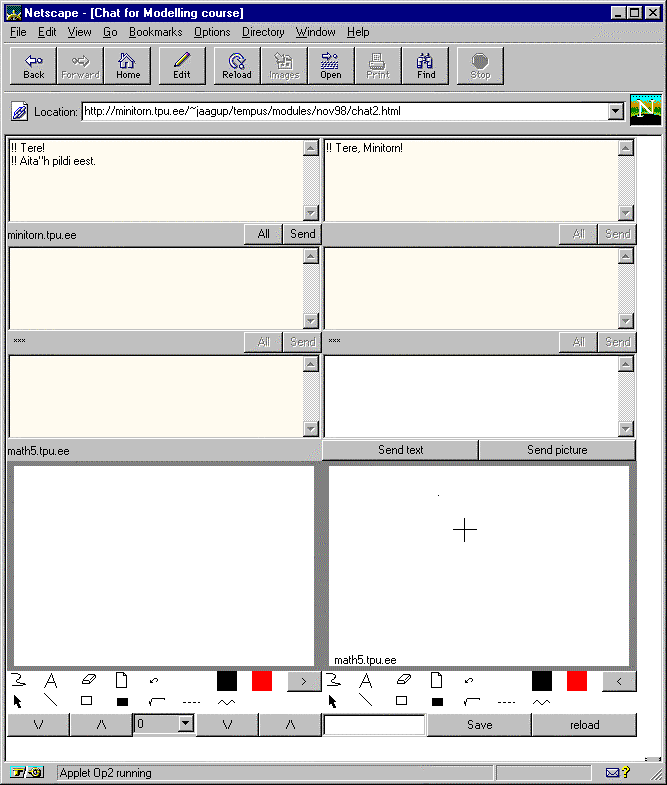 Netscape - [Chat for Modelling course]
File Edit View Go Bookmarks Options Directory Window Help
Back Forward Home Edit Reload Images Open Print Find Stop
Location: http://minitorn.tpu.ee/~jaagup/tempus/modules/nov98/chat2.html
N
!! Tere!
!! Aita"h pildi eest.
!! Tere, Minitorn!
minitorn.tpu.ee All Send
All Send
*** All Send
*** All Send
math5.tpu.ee
Send text Send picture
math5.tpu.ee
A > A <
\/ /\ 0 \/ /\ Save reload
Applet Op2 running
?